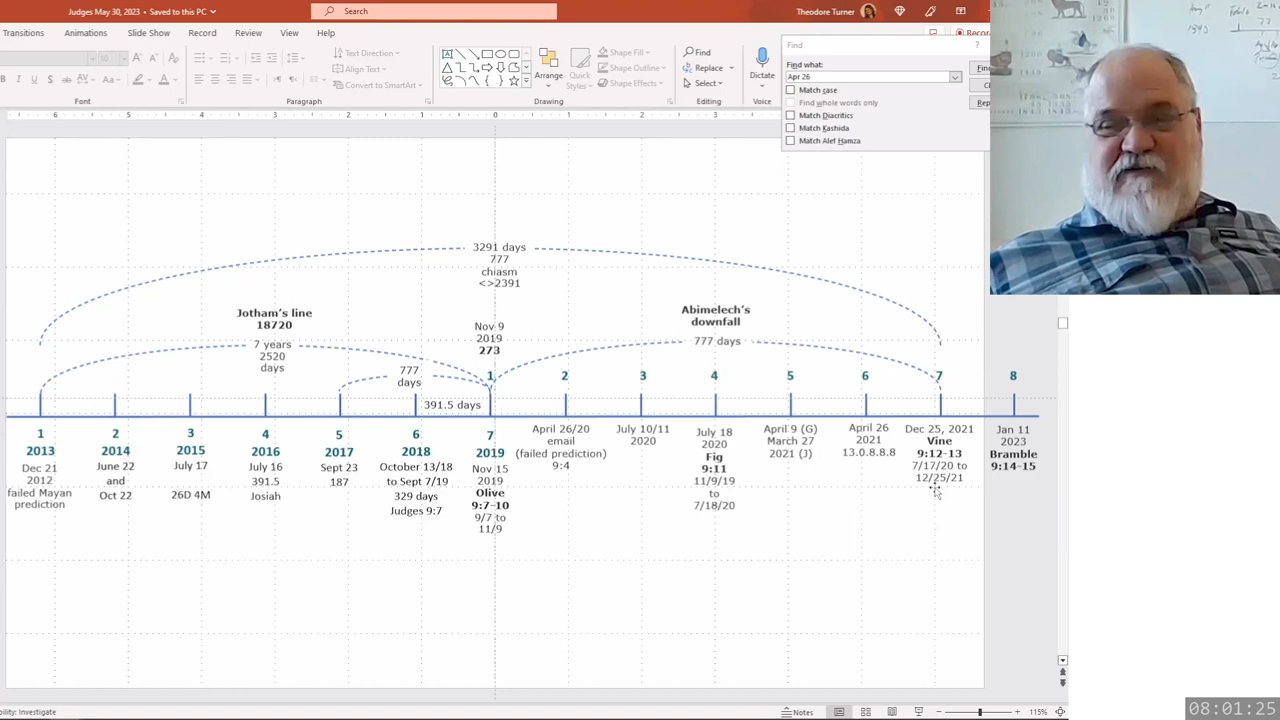 Judges May 30, 2023 • Saved to this PC
Search
Theodore Turner
Transitions
Animations
Slide Show
Record
Review
View
Help
Text Direction
Align Text
Convert to SmartArt
Arrange
Quick
Styles
Shape Fill
Shape Outline
Shape Effects
Find
Replace
Select
Dictate
Font
Paragraph
Drawing
Editing
Voice
Find
?
Find what:
Apr 26
Match case
Find whole words only
Match Diacritics
Match Kashida
Match Alef Hamza
3291 days
777
chiasm
<>2391
Jotham's line
18720
7 years
2520
days
777
days
391.5 days
Nov 9
2019
273
Abimelech's
downfall
777 days
1
2
3
4
5
6
7
8
1
2013
Dec 21
2012
failed Mayan
prediction
2
2014
June 22
and
Oct 22
3
2015
July 17
26D 4M
4
2016
July 16
391.5
Josiah
5
2017
Sept 23
187
6
2018
October 13/18
to Sept 7/19
329 days
Judges 9:7
7
2019
Nov 15
2019
Olive
9:7-10
9/7 to
11/9
April 26/20
email
(failed prediction)
9:4
July 10/11
2020
July 18
2020
Fig
9:11
11/9/19
to
7/18/20
April 9 (G)
March 27
2021 (J)
April 26
2021
13.0.8.8.8
Dec 25, 2021
Vine
9:12-13
7/17/20 to
12/25/21
Jan 11
2023
Bramble
9:14-15
Notes
115%
08:01:25